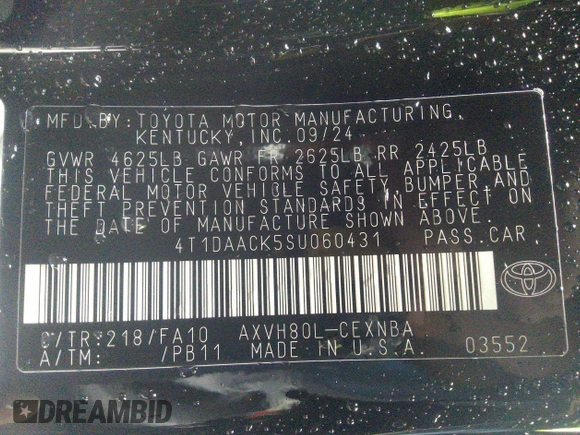 MFD.BY:TOYOTA MOTOR MANUFACTURING,
KENTUCKY,INC.09/24
GVWR 4625LB GAWR FR 2625LB RR 2425LB
THIS VEHICLE CONFORMS TO ALL APPLICABLE
FEDERAL MOTOR VEHICLE SAFETY,BUMPER,AND
THEFT PREVENTION STANDARDS IN EFFECT ON
THE DATE OF MANUFACTURE SHOWN ABOVE.
4T1DAACK5SU060431 PASS.CAR
C/TR:218/FA10 AXVH80L-CEXNBA
A/TM: /PB11 MADE IN U.S.A. 03552
DREAMBID